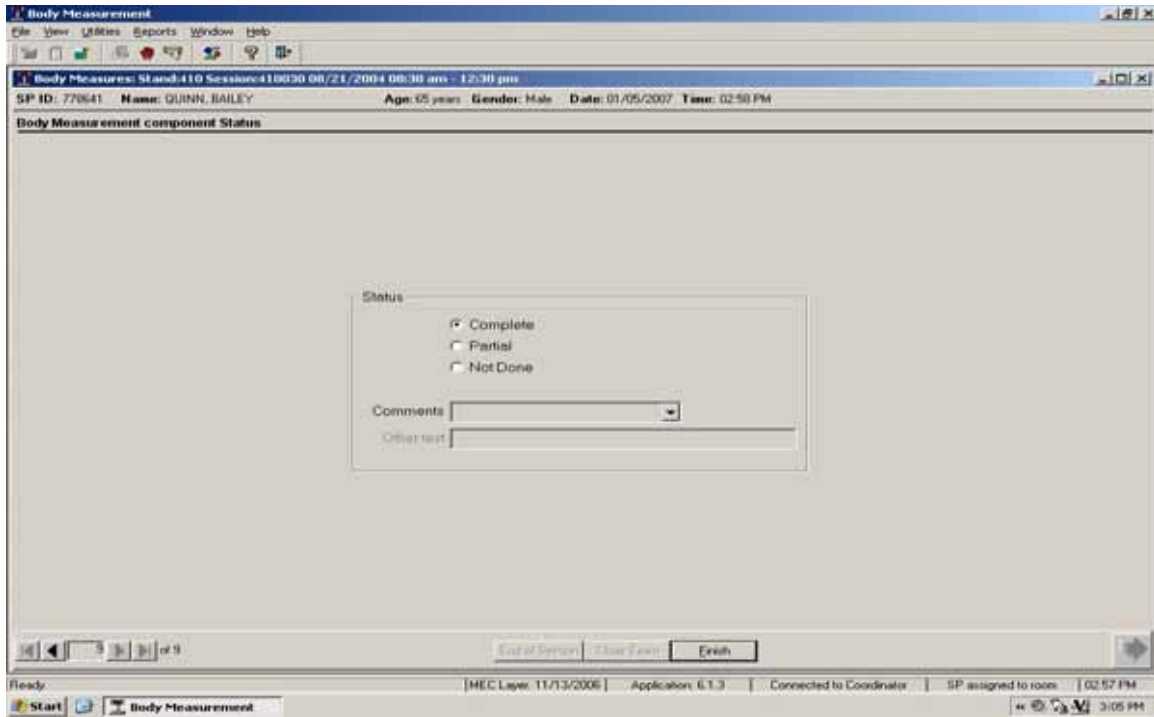 Body Measurement
File View Utilities Reports Window Help
Body Measures: Stand:410 Session:410030 08/21/2004 08:30 am - 12:30 pm
SP ID: 778641 Name: QUINN, BAILEY Age: 65 years Gender: Male Date: 01/05/2007 Time: 02:58 PM
Body Measurement component Status
Status
Complete
Partial
Not Done
Comments
Other text
9 of 9
End of Section Close Exam Finish
Ready MEC Layer: 11/13/2006 Application: 6.1.3 Connected to Coordinator SP assigned to room 02:57 PM
Start Body Measurement 3:05 PM